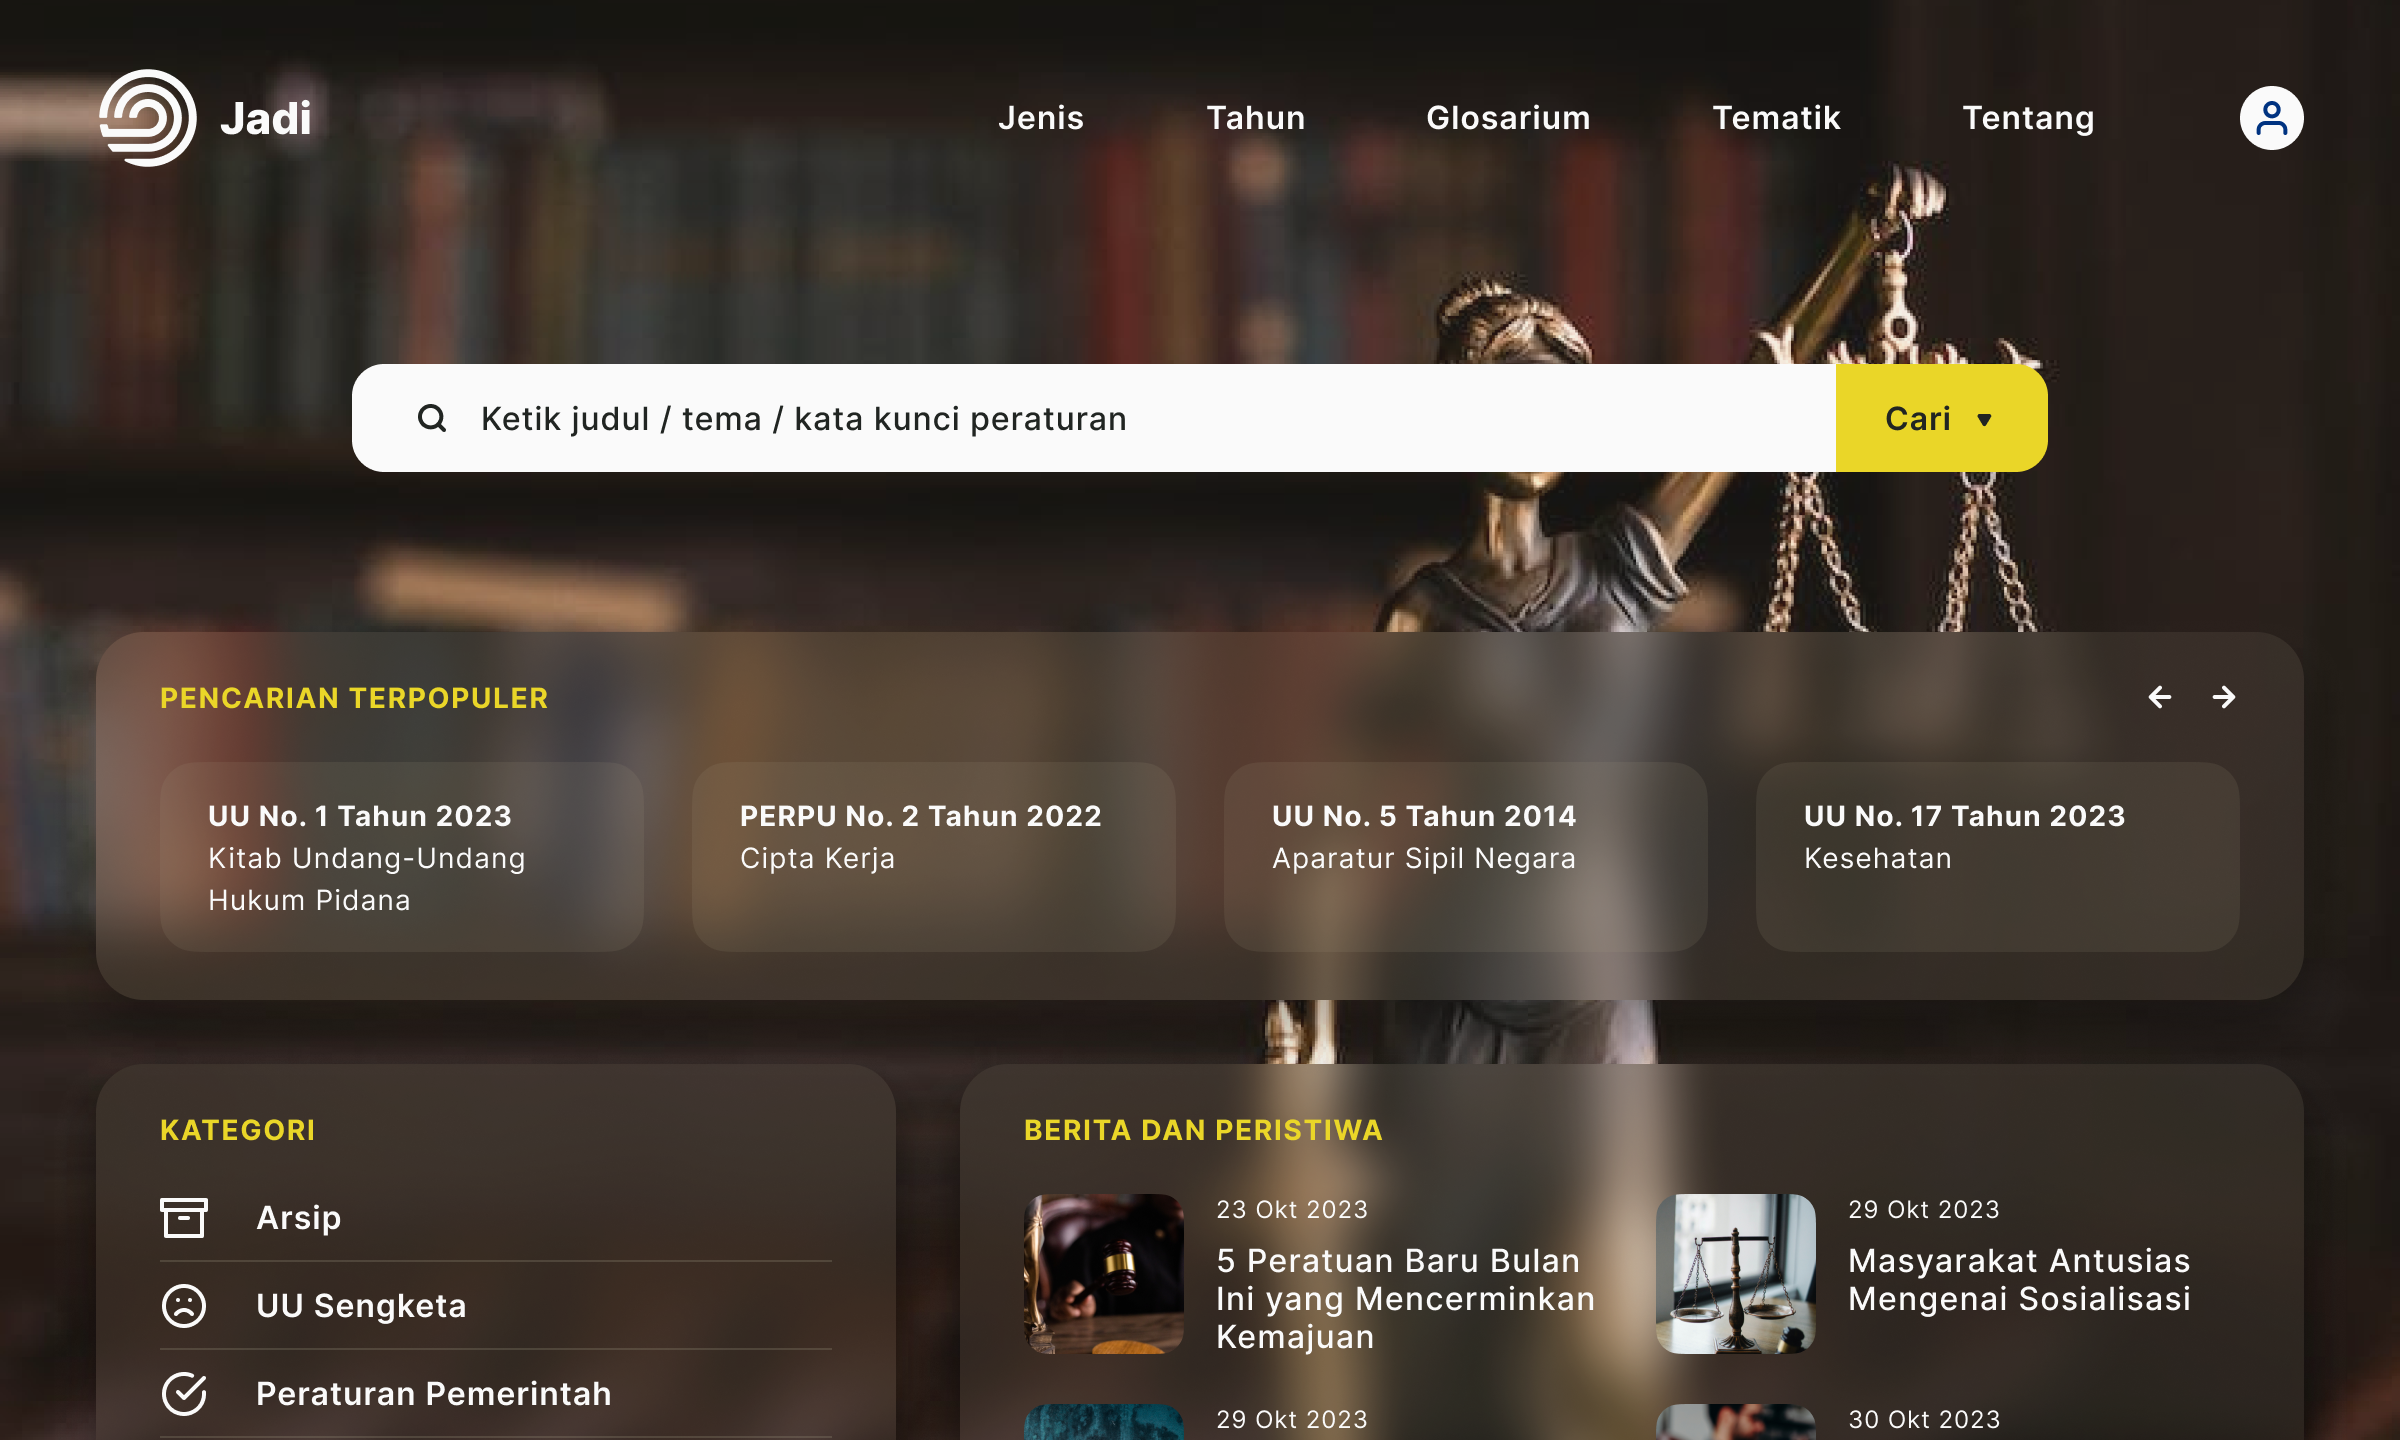 Jadi
Jenis
Tahun
Glosarium
Tematik
Tentang
Ketik judul / tema / kata kunci peraturan
Cari
PENCARIAN TERPOPULER
UU No. 1 Tahun 2023
Kitab Undang-Undang
Hukum Pidana
PERPU No. 2 Tahun 2022
Cipta Kerja
UU No. 5 Tahun 2014
Aparatur Sipil Negara
UU No. 17 Tahun 2023
Kesehatan
KATEGORI
Arsip
UU Sengketa
Peraturan Pemerintah
BERITA DAN PERISTIWA
23 Okt 2023
5 Peratuan Baru Bulan
Ini yang Mencerminkan
Kemajuan
29 Okt 2023
Masyarakat Antusias
Mengenai Sosialisasi
29 Okt 2023
30 Okt 2023